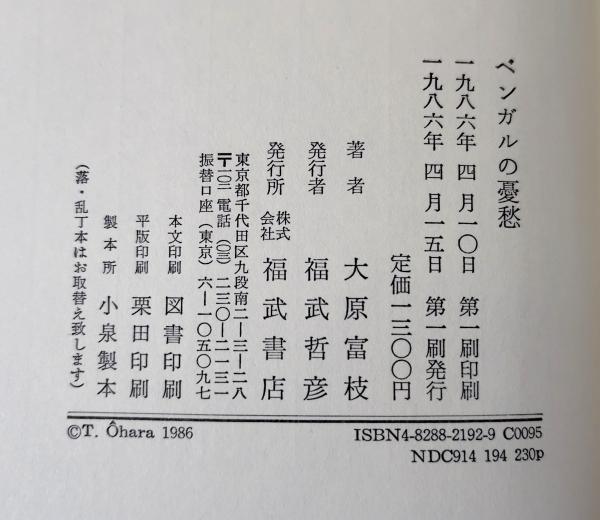 ベンガルの憂愁
一九八六年 四月一〇日 第一刷印刷
一九八六年 四月一五日 第一刷発行
定価一三〇〇円
著者 大原富枝
発行者 福武哲彦
発行所 株式会社 福武書店
東京都千代田区九段南二—三—二八
〒一〇二 電話(〇三)二三〇—二一三一
振替口座(東京)六—一〇五〇九七
本文印刷 図書印刷
平版印刷 栗田印刷
製本所 小泉製本
(落・乱丁本はお取替え致します)
©T. Ôhara 1986
ISBN4-8288-2192-9 C0095
NDC914 194 230p